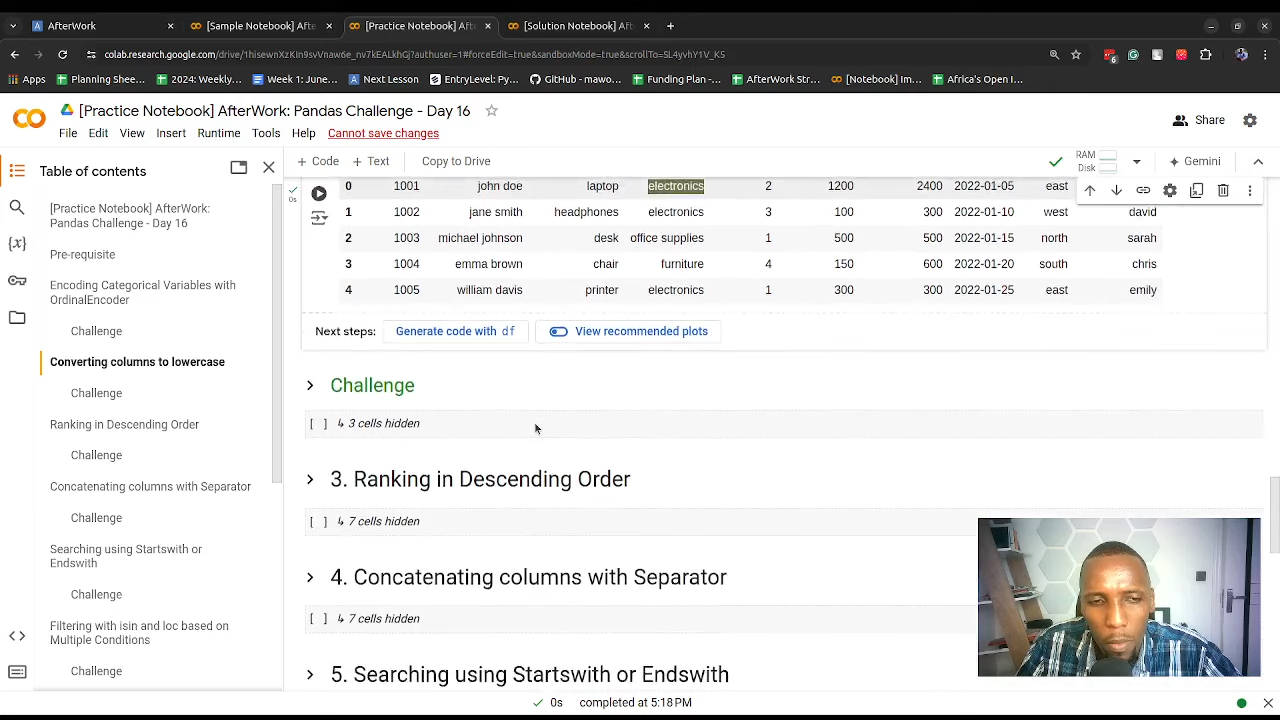 AfterWork
[Sample Notebook] Afte
[Practice Notebook] Afte
[Solution Notebook] Aft
colab.research.google.com/drive/1hisewnXzKIn9svVnaw6e_nv7kEALkhGj?authuser=1#forceEdit=true&sandboxMode=true&scrollTo=SL4yvhY1V_KS
Apps
Planning Shee...
2024: Weekly...
Week 1: June...
Next Lesson
EntryLevel: Py...
GitHub - mawo...
Funding Plan -...
AfterWork Str...
[Notebook] Im...
Africa's Open I...
[Practice Notebook] AfterWork: Pandas Challenge - Day 16
Share
File Edit View Insert Runtime Tools Help Cannot save changes
Table of contents
+ Code + Text Copy to Drive
RAM
Disk
Gemini
[Practice Notebook] AfterWork:
Pandas Challenge - Day 16
Pre-requisite
Encoding Categorical Variables with
OrdinalEncoder
Challenge
Converting columns to lowercase
Challenge
Ranking in Descending Order
Challenge
Concatenating columns with Separator
Challenge
Searching using Startswith or
Endswith
Challenge
Filtering with isin and loc based on
Multiple Conditions
Challenge
0s
0 1001 john doe laptop electronics 2 1200 2400 2022-01-05 east
1 1002 jane smith headphones electronics 3 100 300 2022-01-10 west david
2 1003 michael johnson desk office supplies 1 500 500 2022-01-15 north sarah
3 1004 emma brown chair furniture 4 150 600 2022-01-20 south chris
4 1005 william davis printer electronics 1 300 300 2022-01-25 east emily
Next steps: Generate code with df View recommended plots
Challenge
[ ] ↳ 3 cells hidden
3. Ranking in Descending Order
[ ] ↳ 7 cells hidden
4. Concatenating columns with Separator
[ ] ↳ 7 cells hidden
5. Searching using Startswith or Endswith
0s completed at 5:18 PM